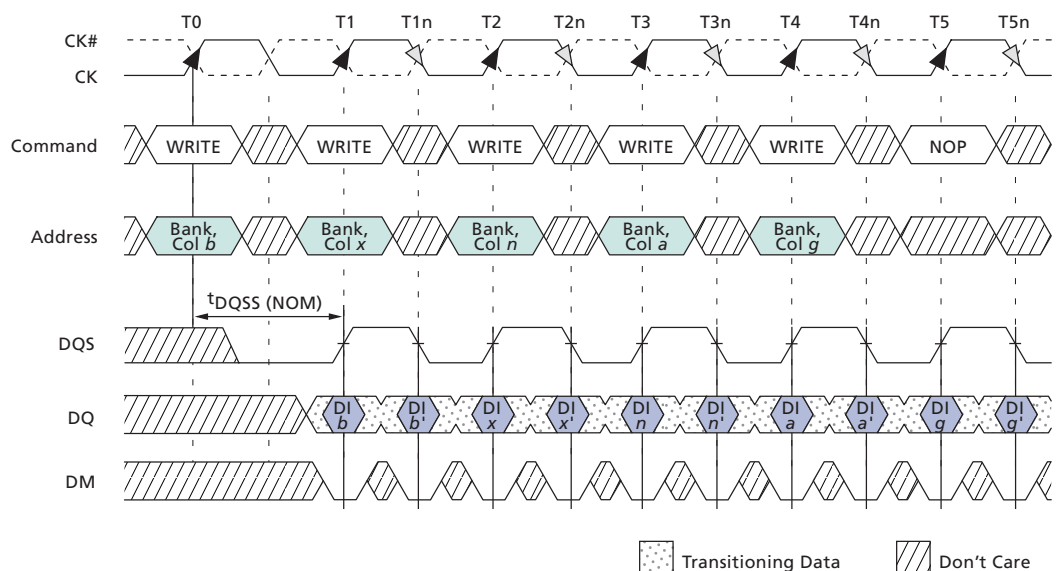 T0 T1 T1n T2 T2n T3 T3n T4 T4n T5 T5n
CK#
CK
Command WRITE WRITE WRITE WRITE WRITE NOP
Address Bank, Col b Bank, Col x Bank, Col n Bank, Col a Bank, Col g
tDQSS (NOM)
DQS
DQ DI b DI b' DI x DI x' DI n DI n' DI a DI a' DI g DI g'
DM
Transitioning Data Don't Care